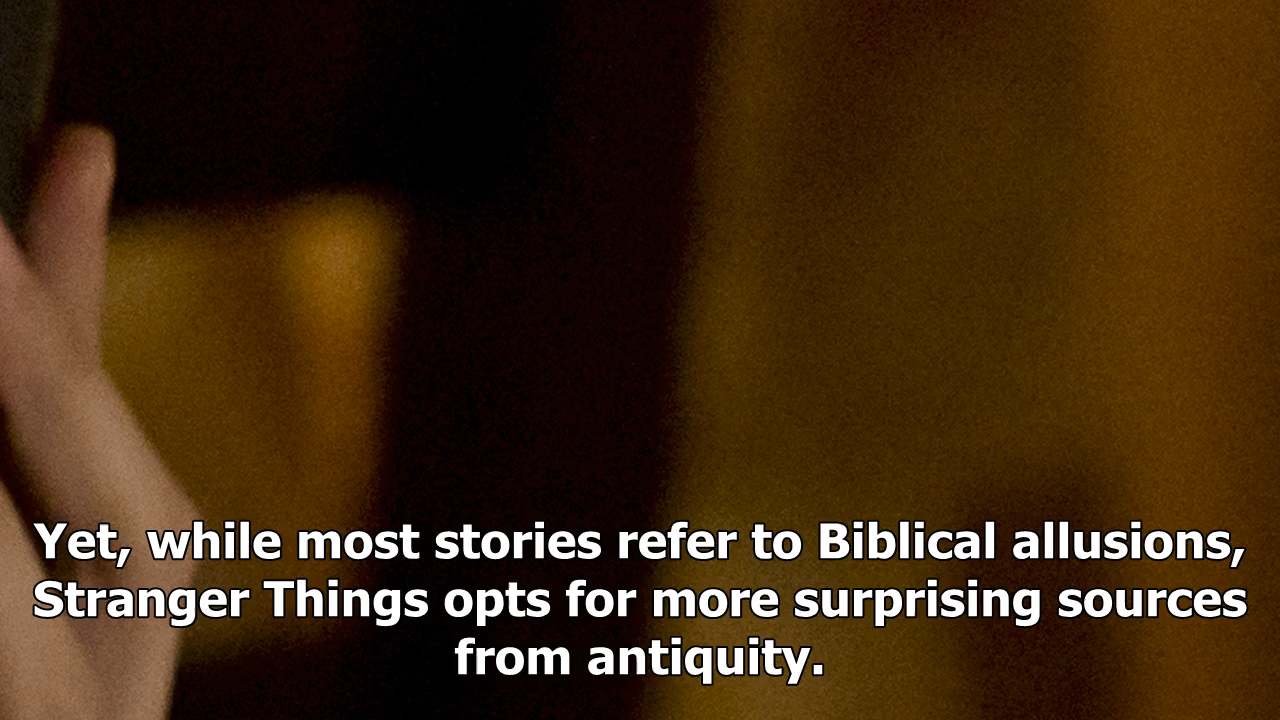 Yet, while most stories refer to Biblical allusions,
Stranger Things opts for more surprising sources
from antiquity.